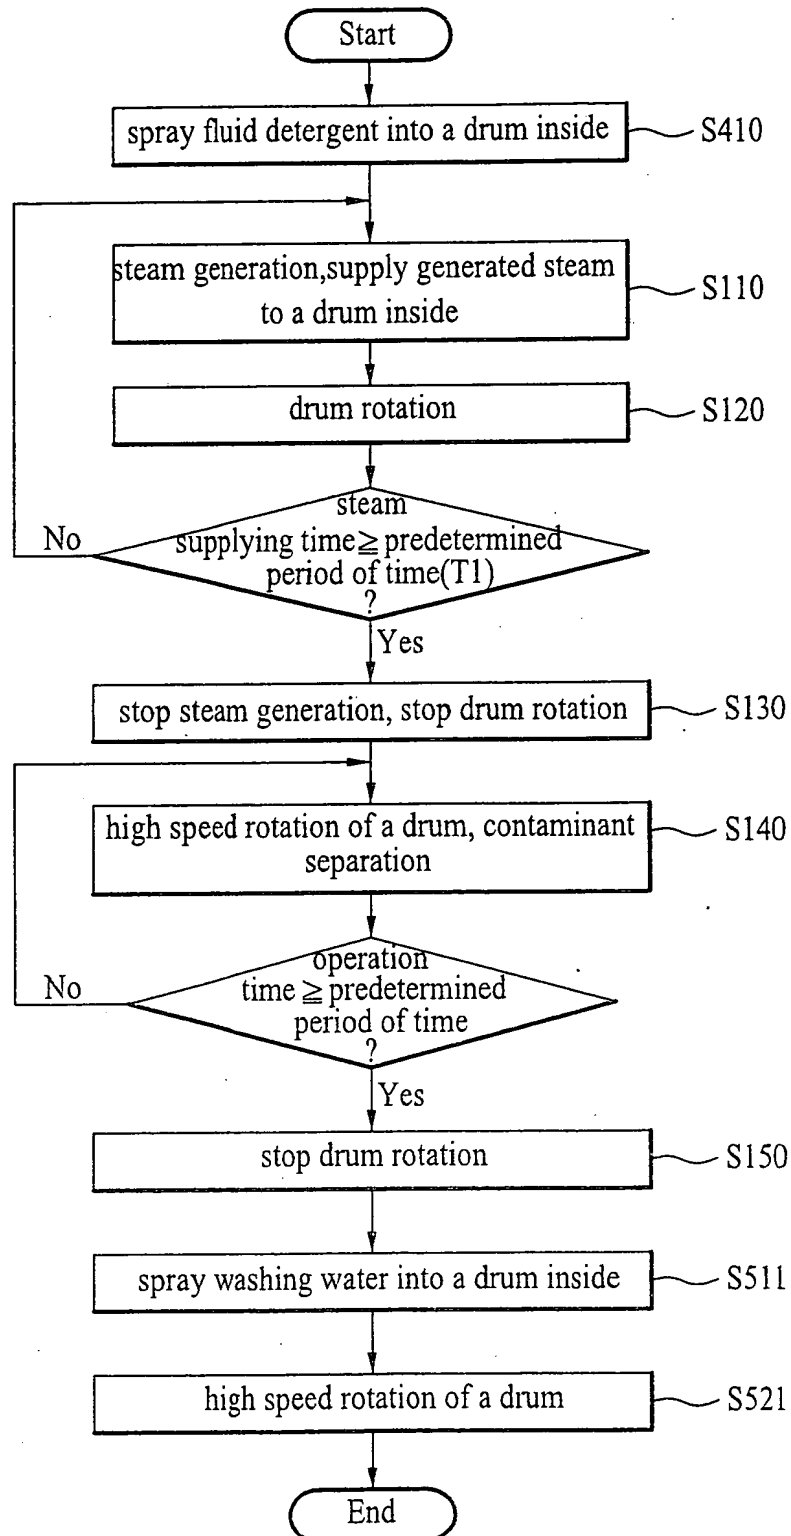 Start
spray fluid detergent into a drum inside
S410
steam generation,supply generated steam
to a drum inside
S110
drum rotation
S120
steam
supplying time≧predetermined
period of time(T1)
?
No
Yes
stop steam generation, stop drum rotation
S130
high speed rotation of a drum, contaminant
separation
S140
operation
time ≧ predetermined
period of time
?
No
Yes
stop drum rotation
S150
spray washing water into a drum inside
S511
high speed rotation of a drum
S521
End